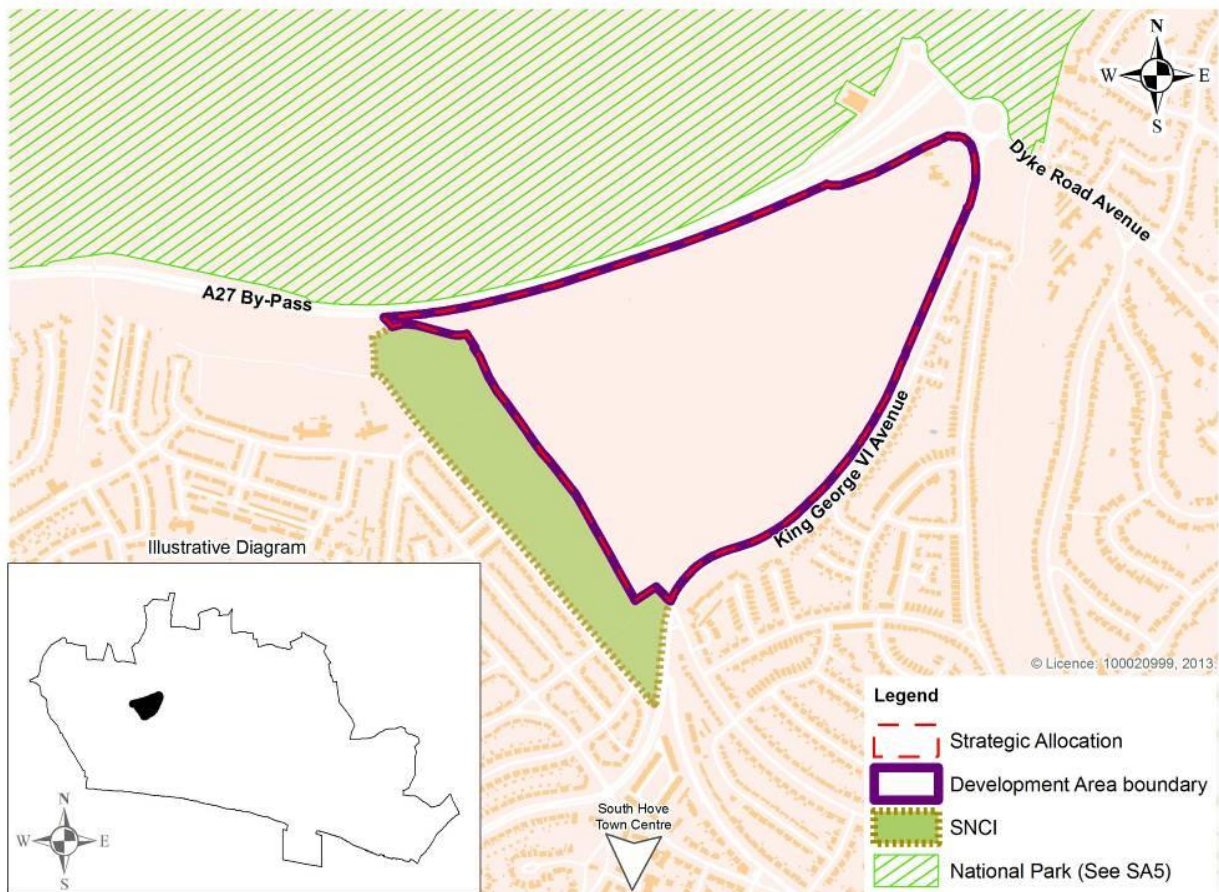 N
W E
S
Dyke Road Avenue
A27 By-Pass
King George VI Avenue
Illustrative Diagram
N
W E
S
South Hove
Town Centre
© Licence: 100020999, 2013.
Legend
Strategic Allocation
Development Area boundary
SNCI
National Park (See SA5)